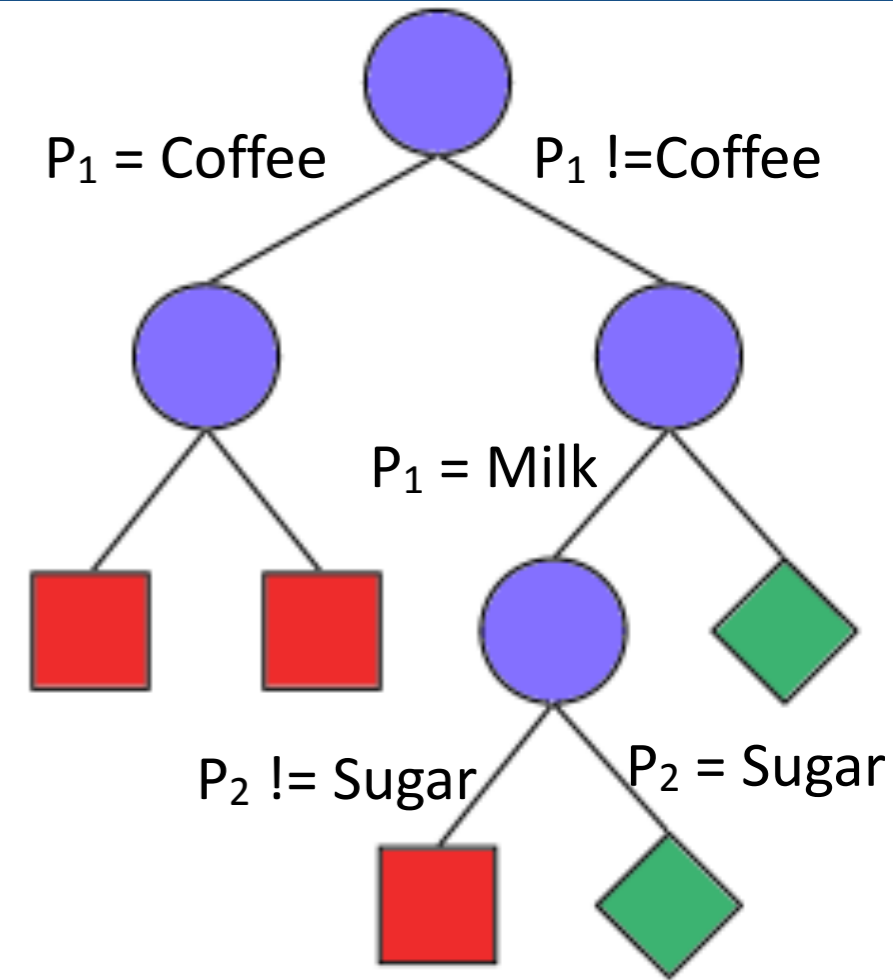 P₁ = Coffee
P₁ !=Coffee
P₁ = Milk
P₂ != Sugar
P₂ = Sugar